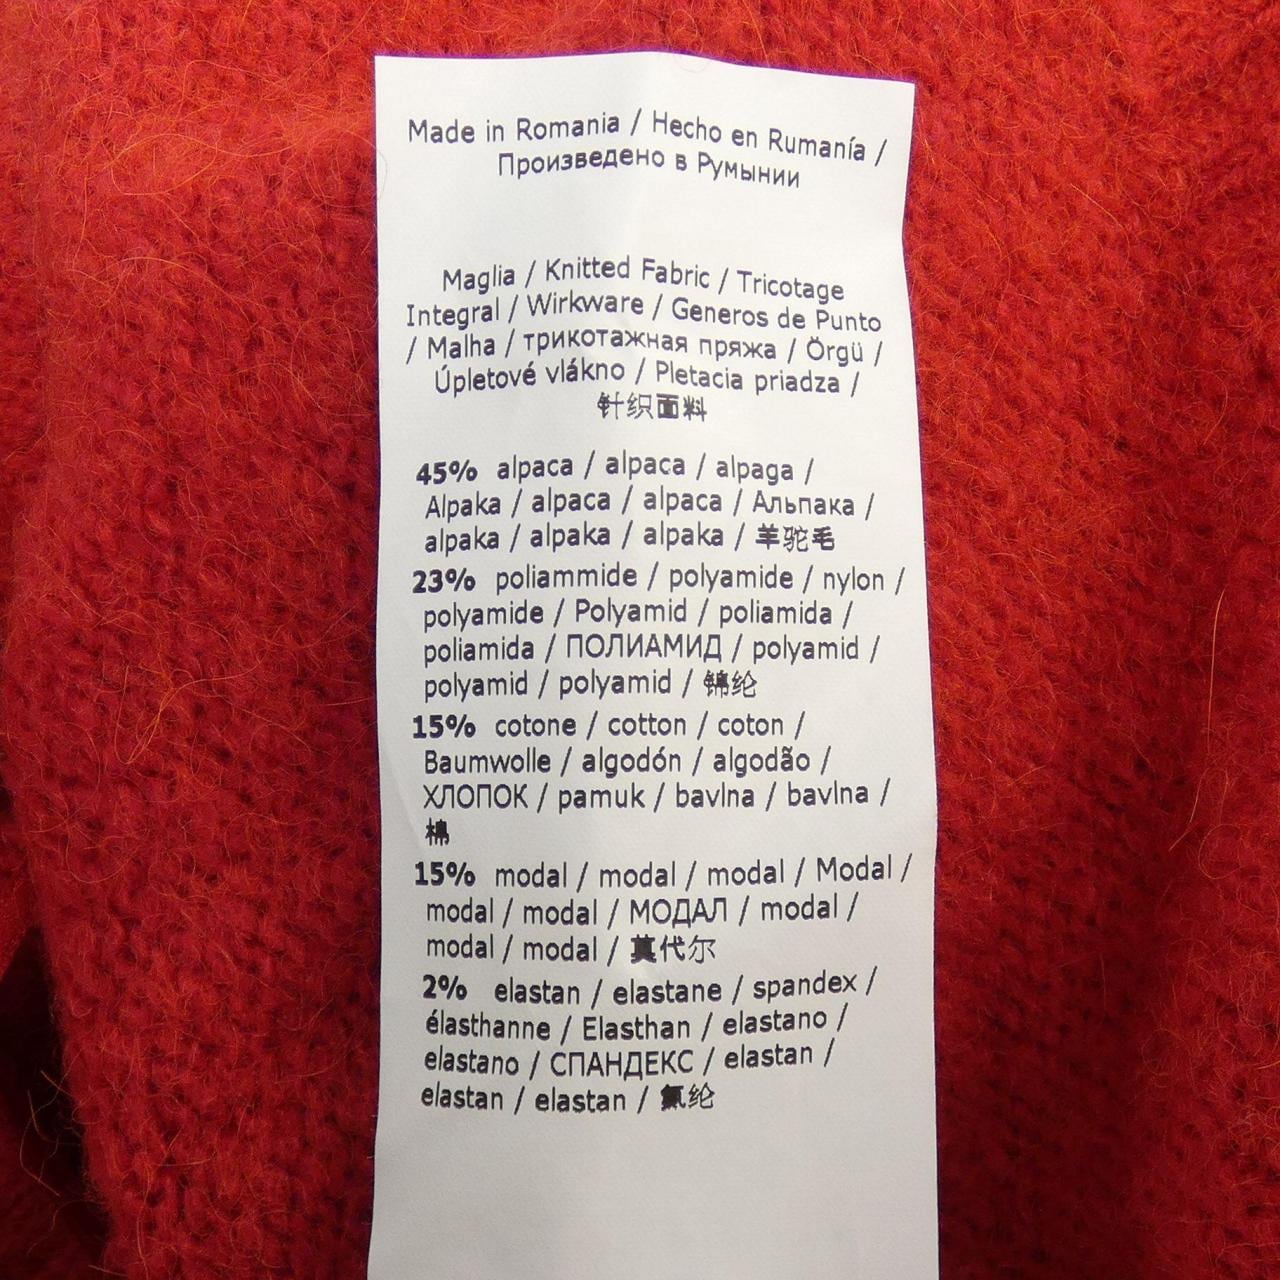 Made in Romania / Hecho en Rumanía /
Произведено в Румынии
Maglia / Knitted Fabric / Tricotage
Integral / Wirkware / Generos de Punto
/ Malha / трикотажная пряжа / Örgü /
Úpletové vlákno / Pletacia priadza /
针织面料
45% alpaca / alpaca / alpaga /
Alpaka / alpaca / alpaca / Альпака /
alpaka / alpaka / alpaka / 羊驼毛
23% poliammide / polyamide / nylon /
polyamide / Polyamid / poliamida /
poliamida / ПОЛИАМИД / polyamid /
polyamid / polyamid / 锦纶
15% cotone / cotton / coton /
Baumwolle / algodón / algodão /
ХЛОПОК / pamuk / bavlna / bavlna /
棉
15% modal / modal / modal / Modal /
modal / modal / МОДАЛ / modal /
modal / modal / 莫代尔
2% elastan / elastane / spandex /
élasthanne / Elasthan / elastano /
elastano / СПАНДЕКС / elastan /
elastan / elastan / 氨纶